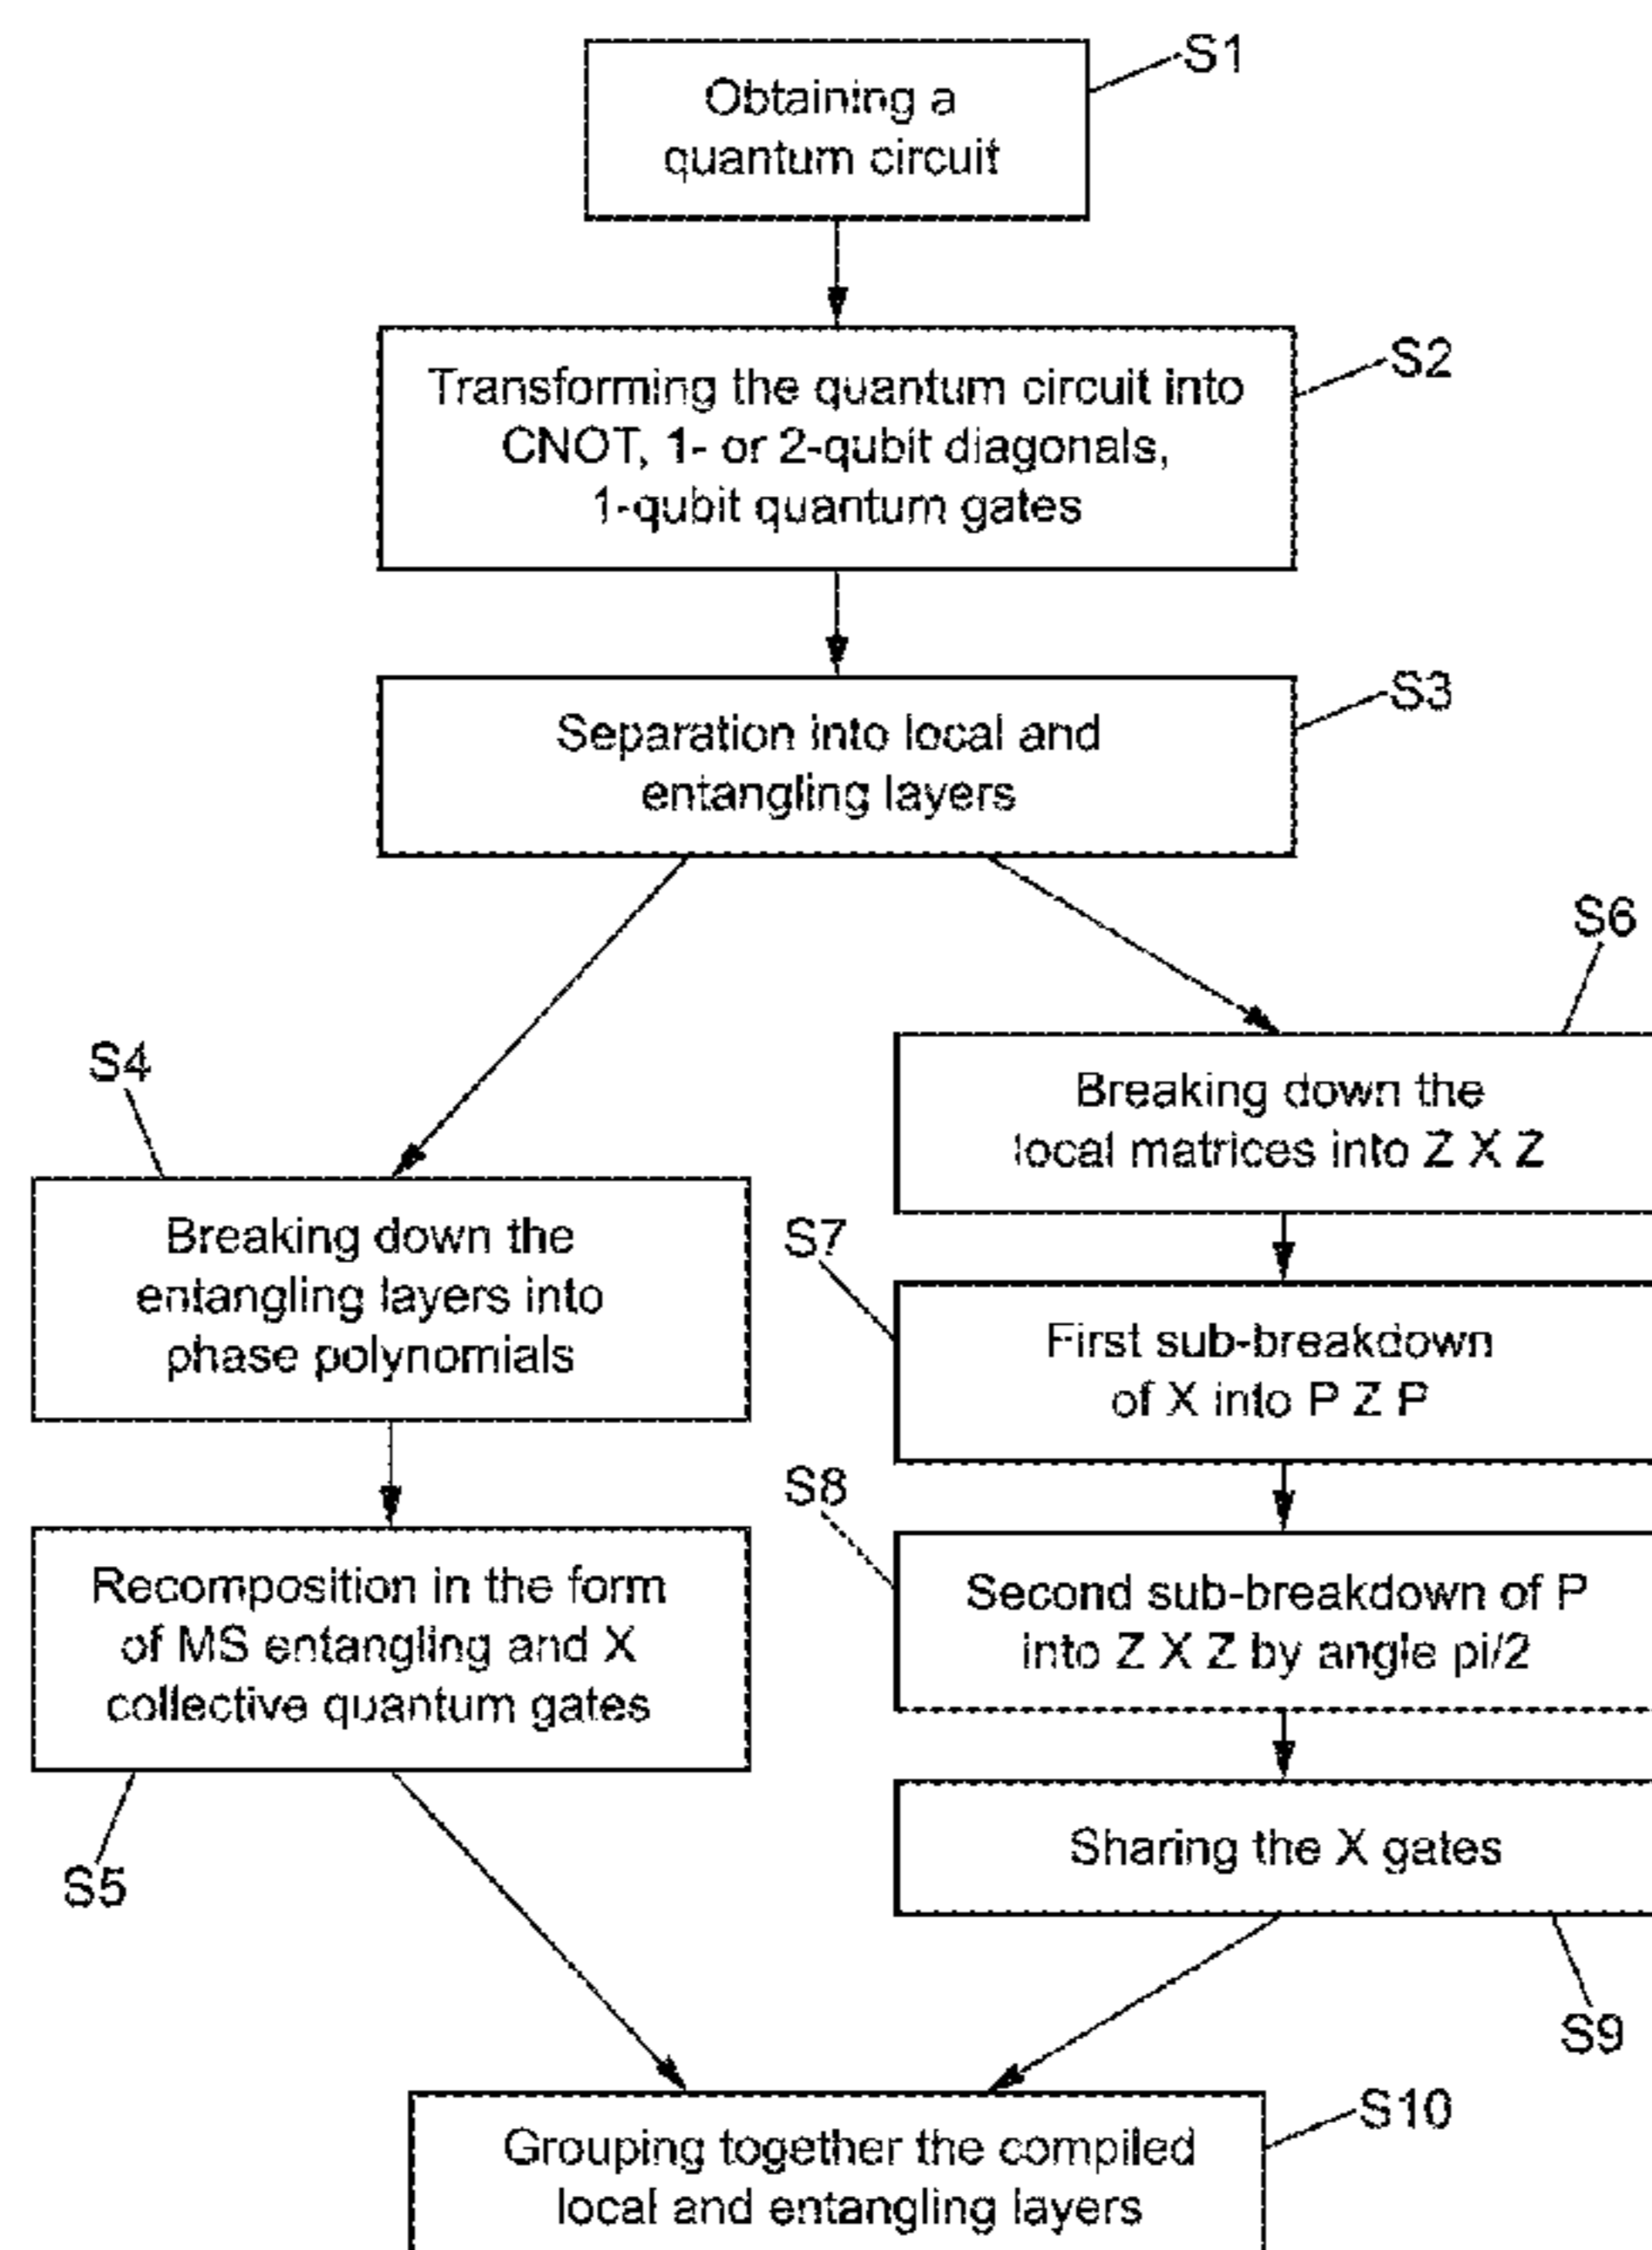 S1
Obtaining a
quantum circuit
S2
Transforming the quantum circuit into
CNOT, 1- or 2-qubit diagonals,
1-qubit quantum gates
S3
Separation into local and
entangling layers
S4
Breaking down the
entangling layers into
phase polynomials
Recomposition in the form
of MS entangling and X
collective quantum gates
S5
S6
Breaking down the
local matrices into Z X Z
S7
First sub-breakdown
of X into P Z P
S8
Second sub-breakdown of P
into Z X Z by angle pi/2
Sharing the X gates
S9
S10
Grouping together the compiled
local and entangling layers